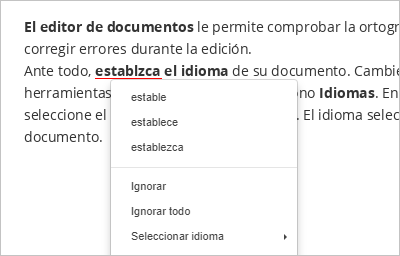 El editor de documentos le permite comprobar la ortogr
corregir errores durante la edición.
Ante todo, establzca el idioma de su documento. Cambie
herramientas no Idiomas. En
seleccione el . El idioma selec
documento.
estable
establece
establezca
Ignorar
Ignorar todo
Seleccionar idioma